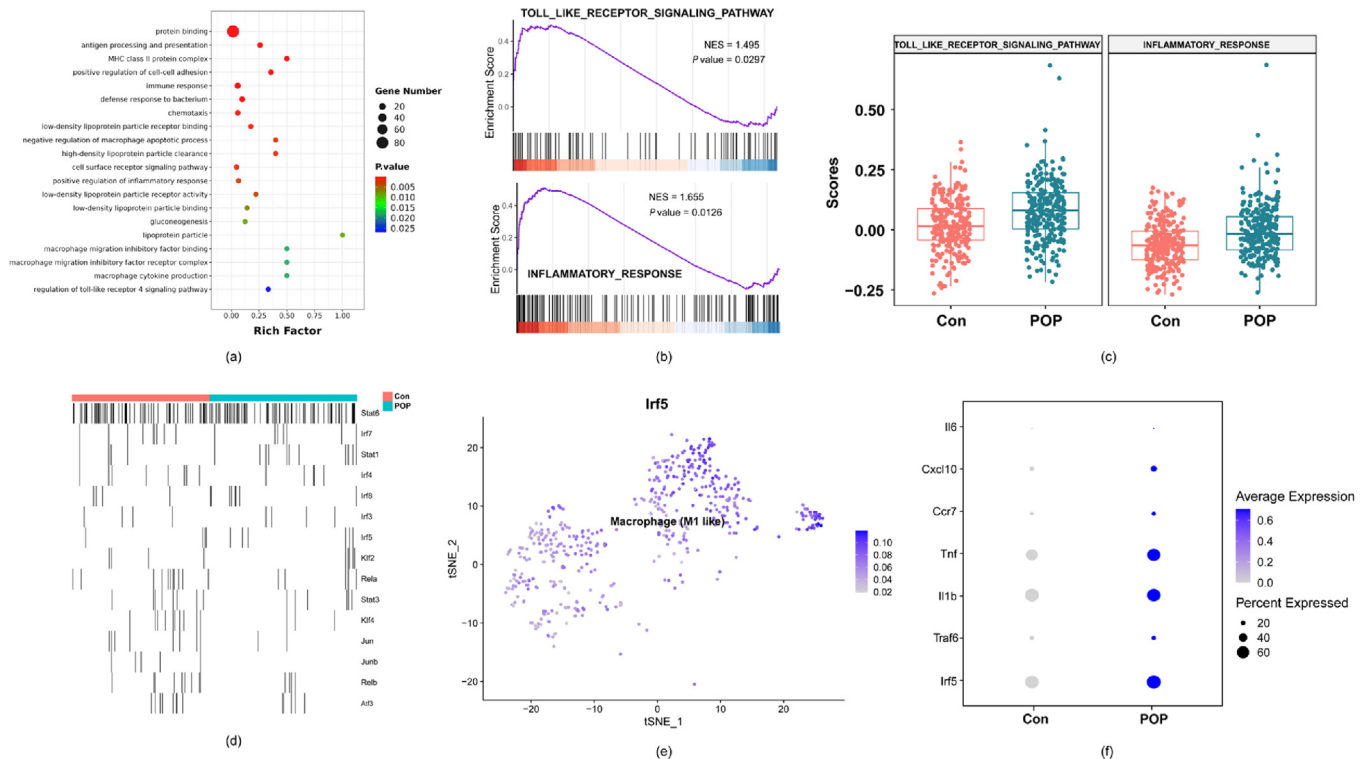 protein binding
antigen processing and presentation
MHC class II protein complex
positive regulation of cell-cell adhesion
immune response
defense response to bacterium
chemotaxis
low-density lipoprotein particle receptor binding
negative regulation of macrophage apoptotic process
high-density lipoprotein particle clearance
cell surface receptor signaling pathway
positive regulation of inflammatory response
low-density lipoprotein particle receptor activity
low-density lipoprotein particle binding
gluconeogenesis
lipoprotein particle
macrophage migration inhibitory factor binding
macrophage migration inhibitory factor receptor complex
macrophage cytokine production
regulation of toll-like receptor 4 signaling pathway
0.00 0.25 0.50 0.75 1.00
Rich Factor
Gene Number
20
40
60
80
P.value
0.005
0.010
0.015
0.020
0.025
(a)
TOLL_LIKE_RECEPTOR_SIGNALING_PATHWAY
NES = 1.495
P value = 0.0297
Enrichment Score
0.4
0.2
0.0
NES = 1.655
P value = 0.0126
INFLAMMATORY_RESPONSE
Enrichment Score
0.4
0.2
0.0
(b)
TOLL_LIKE_RECEPTOR_SIGNALING_PATHWAY INFLAMMATORY_RESPONSE
Scores
0.50
0.25
0.00
−0.25
Con POP Con POP
(c)
Con
POP
Stat6
Irf7
Stat1
Irf4
Irf8
Irf3
Irf5
Klf2
Rela
Stat3
Klf4
Jun
Junb
Relb
Atf3
(d)
Irf5
tSNE_2
20
10
0
−10
−20
Macrophage (M1 like)
−20 −10 0 10 20
tSNE_1
0.10
0.08
0.06
0.04
0.02
(e)
Il6
Cxcl10
Ccr7
Tnf
Il1b
Traf6
Irf5
Con POP
Average Expression
0.6
0.4
0.2
0.0
Percent Expressed
20
40
60
(f)